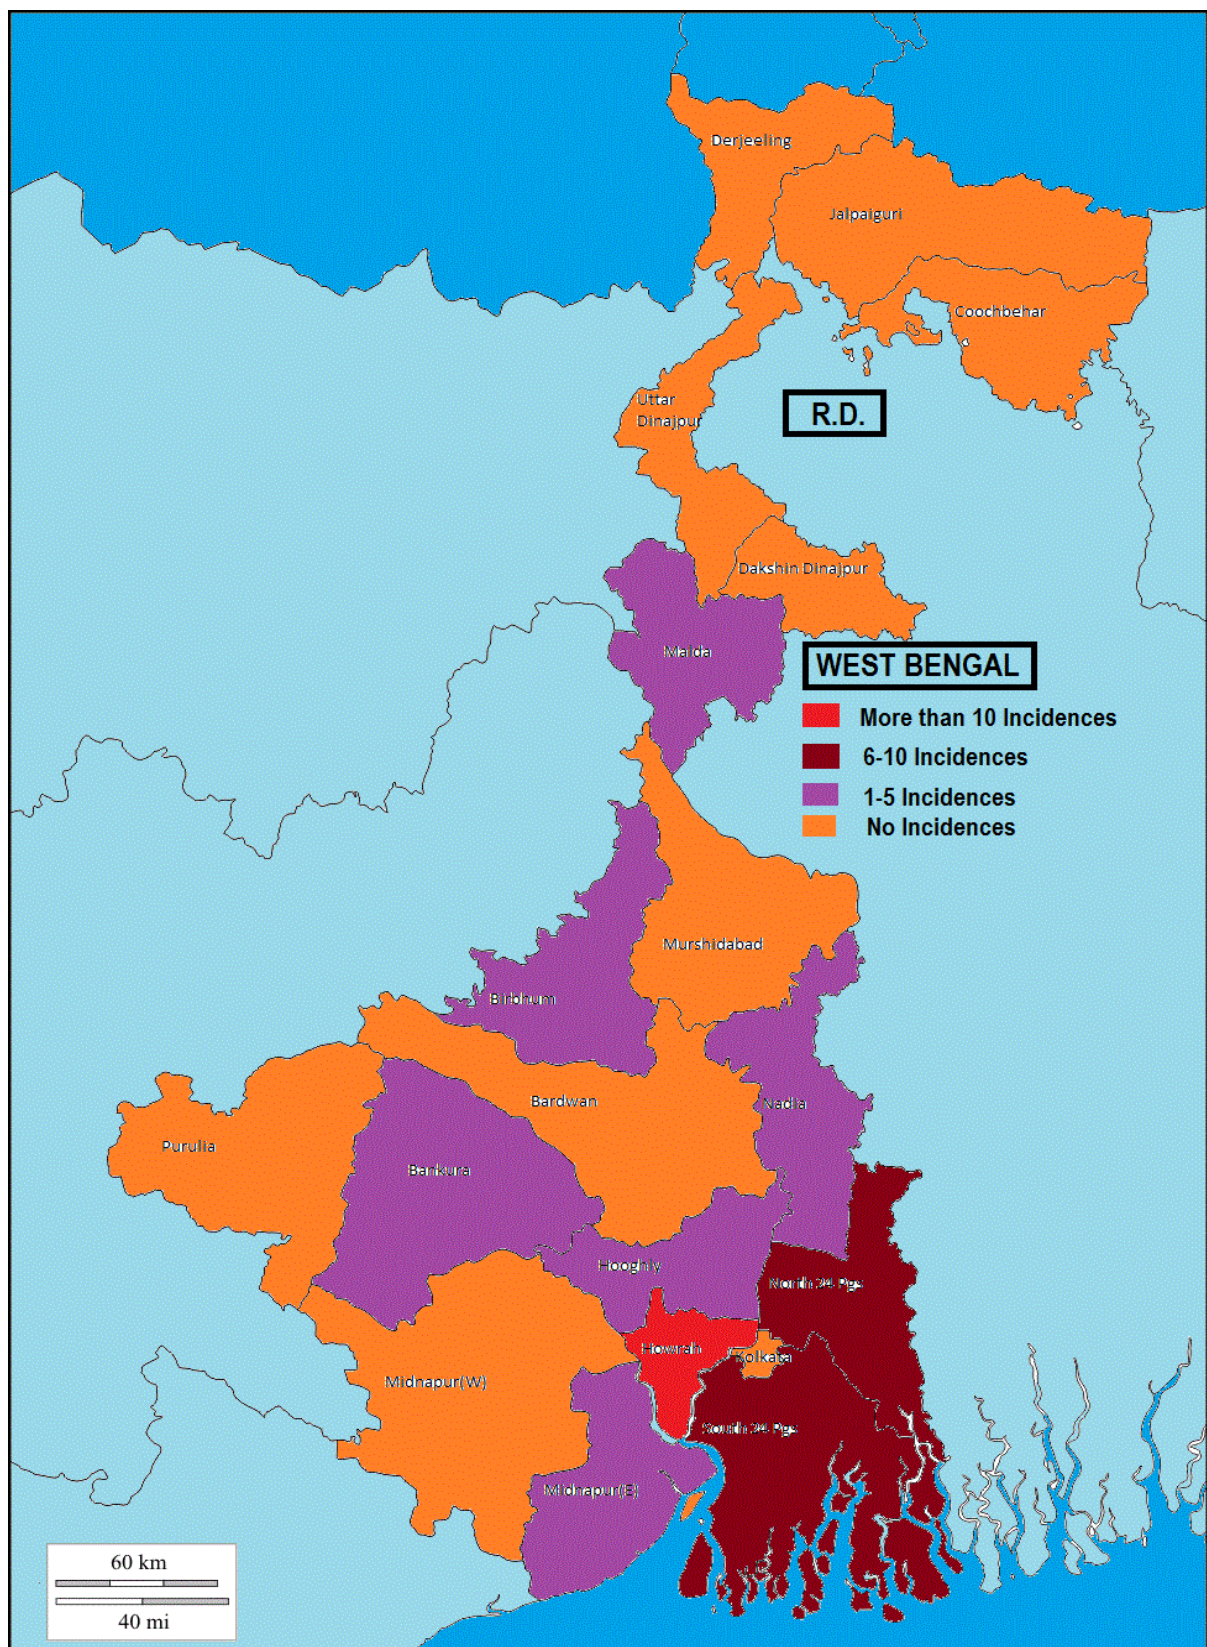 Derjeeling
Jalpaiguri
Coochbehar
Uttar
Dinajpur
R.D.
Dakshin Dinajpur
Malda
WEST BENGAL
More than 10 Incidences
6-10 Incidences
1-5 Incidences
No Incidences
Murshidabad
Birbhum
Bardwan
Nadia
Purulia
Bankura
Hooghly
North 24 Pgs
Howrah
Kolkata
Midnapur(W)
South 24 Pgs
Midnapur(E)
60 km
40 mi